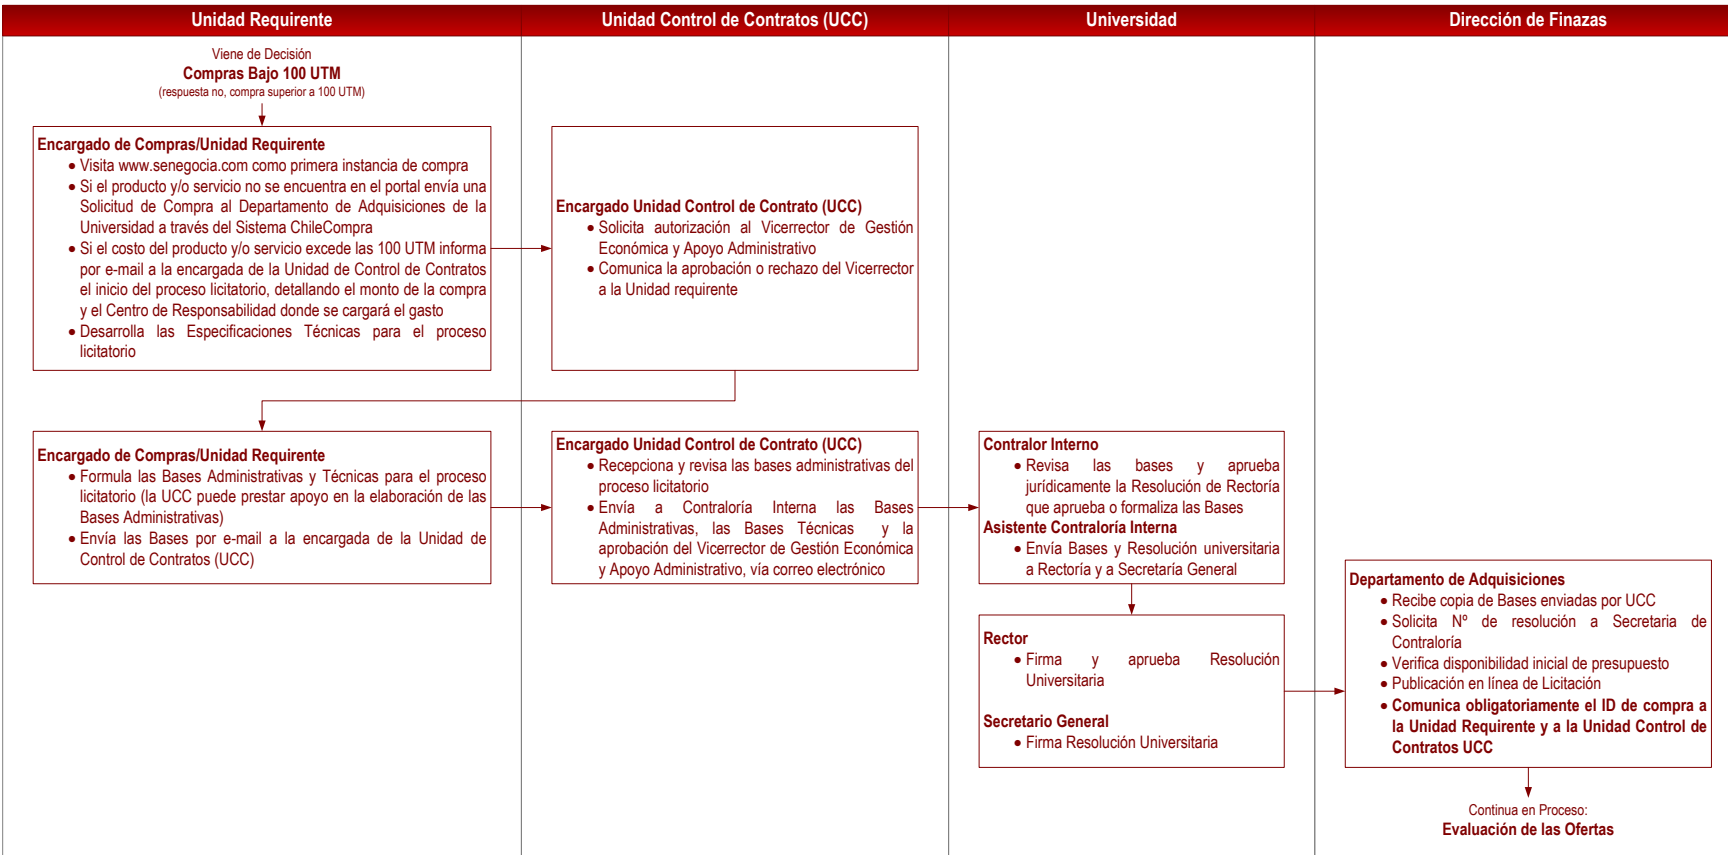 Unidad Requirente
Unidad Control de Contratos (UCC)
Universidad
Dirección de Finazas
Viene de Decisión
Compras Bajo 100 UTM
(respuesta no, compra superior a 100 UTM)
Encargado de Compras/Unidad Requirente
• Visita www.senegocia.com como primera instancia de compra
• Si el producto y/o servicio no se encuentra en el portal envía una
Solicitud de Compra al Departamento de Adquisiciones de la
Universidad a través del Sistema ChileCompra
• Si el costo del producto y/o servicio excede las 100 UTM informa
por e-mail a la encargada de la Unidad de Control de Contratos
el inicio del proceso licitatorio, detallando el monto de la compra
y el Centro de Responsabilidad donde se cargará el gasto
• Desarrolla las Especificaciones Técnicas para el proceso
licitatorio
Encargado Unidad Control de Contrato (UCC)
• Solicita autorización al Vicerrector de Gestión
Económica y Apoyo Administrativo
• Comunica la aprobación o rechazo del Vicerrector
a la Unidad requirente
Encargado de Compras/Unidad Requirente
• Formula las Bases Administrativas y Técnicas para el proceso
licitatorio (la UCC puede prestar apoyo en la elaboración de las
Bases Administrativas)
• Envía las Bases por e-mail a la encargada de la Unidad de
Control de Contratos (UCC)
Encargado Unidad Control de Contrato (UCC)
• Recepciona y revisa las bases administrativas del
proceso licitatorio
• Envía a Contraloría Interna las Bases
Administrativas, las Bases Técnicas y la
aprobación del Vicerrector de Gestión Económica
y Apoyo Administrativo, vía correo electrónico
Contralor Interno
• Revisa las bases y aprueba
jurídicamente la Resolución de Rectoría
que aprueba o formaliza las Bases
Asistente Contraloría Interna
• Envía Bases y Resolución universitaria
a Rectoría y a Secretaría General
Rector
• Firma y aprueba Resolución
Universitaria
Secretario General
• Firma Resolución Universitaria
Departamento de Adquisiciones
• Recibe copia de Bases enviadas por UCC
• Solicita Nº de resolución a Secretaria de
Contraloría
• Verifica disponibilidad inicial de presupuesto
• Publicación en línea de Licitación
• Comunica obligatoriamente el ID de compra a
la Unidad Requirente y a la Unidad Control de
Contratos UCC
Continua en Proceso:
Evaluación de las Ofertas